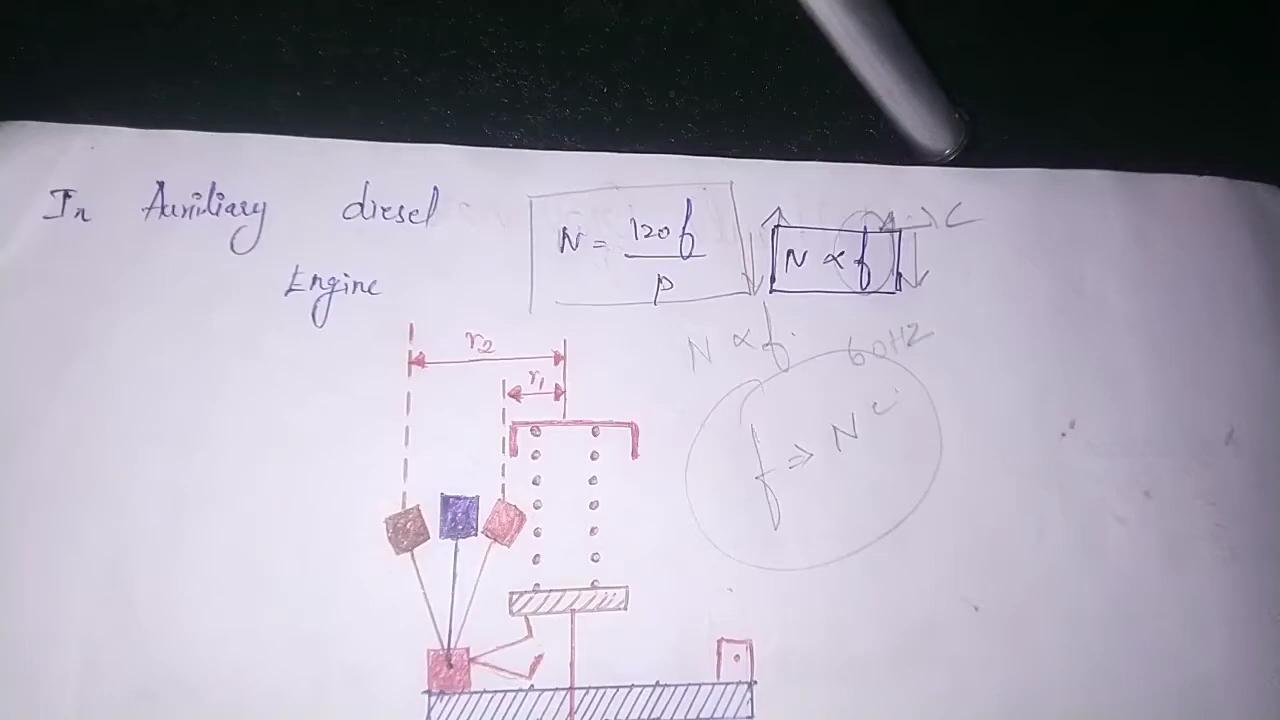 In Auxiliary diesel
Engine
N = 120f / P
N ∝ f
C
N ∝ f
60HZ
f ⇒ N
r2
r1